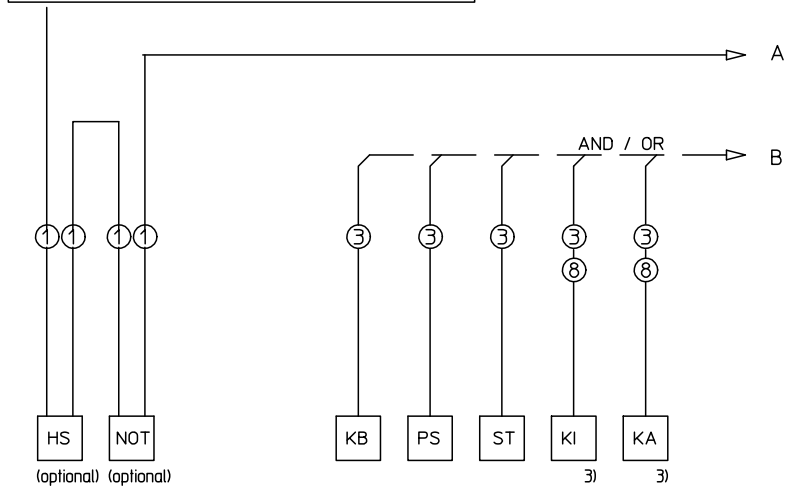 A
AND / OR
B
1 1 1 1 3 3 3 3 3
8 8
HS NOT KB PS ST KI KA
(optional) (optional) 3) 3)